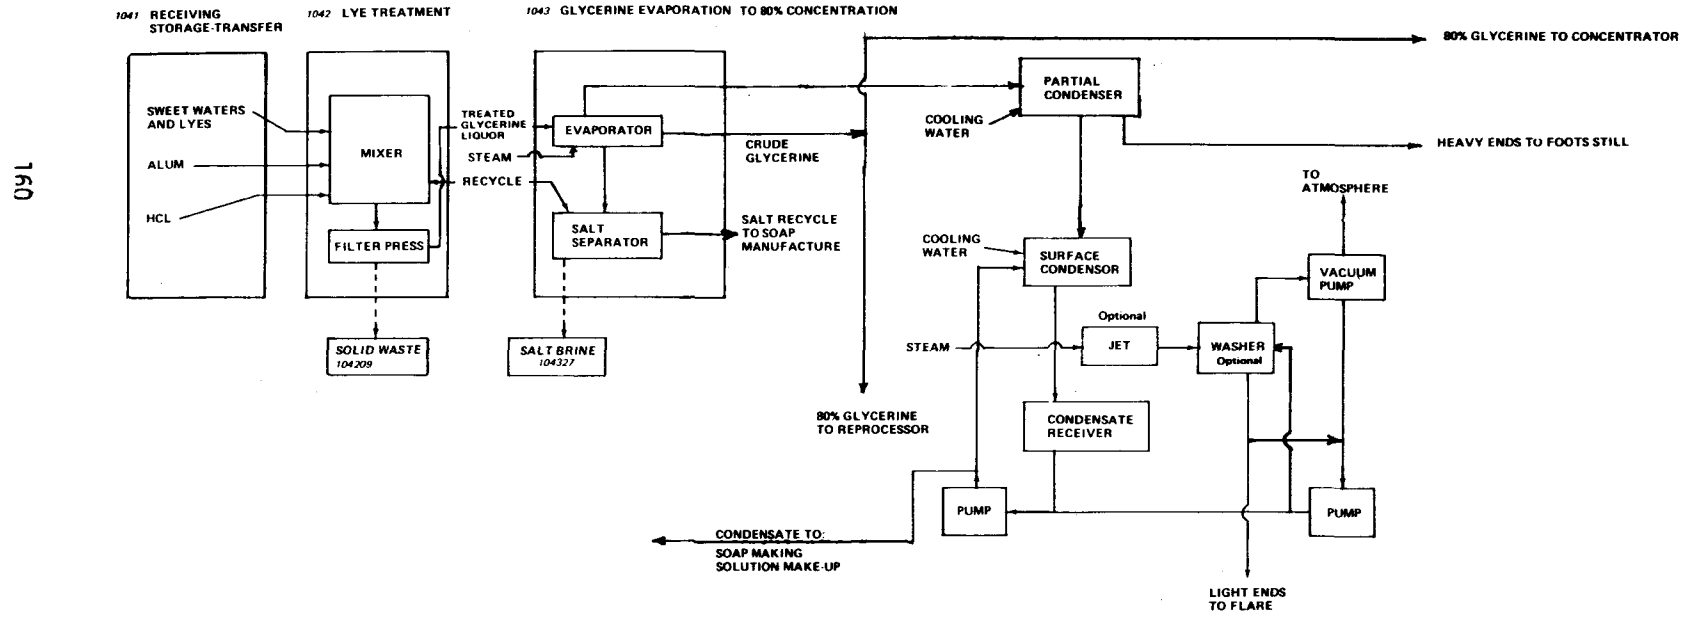 1041 RECEIVING
STORAGE-TRANSFER
1042 LYE TREATMENT
1043 GLYCERINE EVAPORATION TO 80% CONCENTRATION
80% GLYCERINE TO CONCENTRATOR
SWEET WATERS
AND LYES
ALUM
HCL
MIXER
FILTER PRESS
TREATED
GLYCERINE
LIQUOR
STEAM
RECYCLE
EVAPORATOR
SALT
SEPARATOR
CRUDE
GLYCERINE
SALT RECYCLE
TO SOAP
MANUFACTURE
SOLID WASTE
104209
SALT BRINE
104327
PARTIAL
CONDENSER
COOLING
WATER
HEAVY ENDS TO FOOTS STILL
TO
ATMOSPHERE
COOLING
WATER
SURFACE
CONDENSOR
VACUUM
PUMP
Optional
STEAM
JET
WASHER
Optional
80% GLYCERINE
TO REPROCESSOR
CONDENSATE
RECEIVER
PUMP
PUMP
CONDENSATE TO:
SOAP MAKING
SOLUTION MAKE-UP
LIGHT ENDS
TO FLARE
160